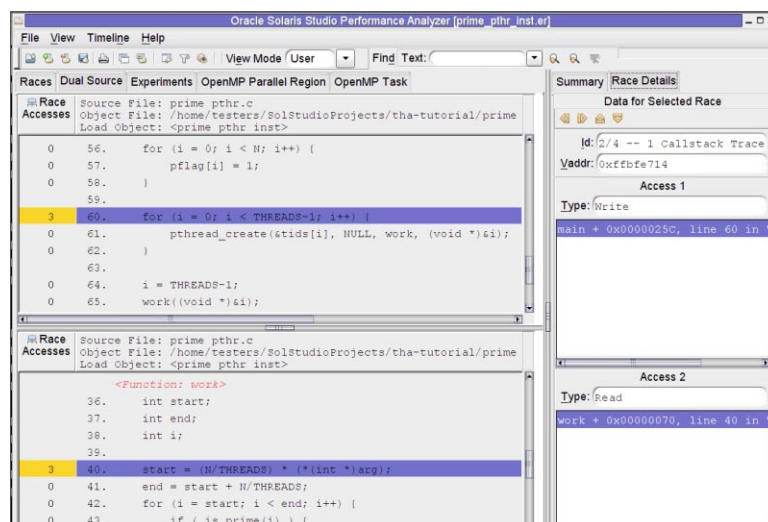 Oracle Solaris Studio Performance Analyzer [prime_pthr_inst.er]
File View Timeline Help
View Mode User Find Text:
Races Dual Source Experiments OpenMP Parallel Region OpenMP Task
Summary Race Details
Race Accesses
Source File: prime pthr.c
Object File: /home/testers/SolStudioProjects/tha-tutorial/prime
Load Object: <prime pthr inst>
0 56. for (i = 0; i < N; i++) {
0 57. pflag[i] = 1;
0 58. }
59.
3 60. for (i = 0; i < THREADS-1; i++) {
0 61. pthread_create(&tids[i], NULL, work, (void *)&i);
0 62. }
63.
0 64. i = THREADS-1;
0 65. work((void *)&i);
Race Accesses
Source File: prime pthr.c
Object File: /home/testers/SolStudioProjects/tha-tutorial/prime
Load Object: <prime pthr inst>
<Function: work>
36. int start;
37. int end;
38. int i;
39.
3 40. start = (N/THREADS) * (*(int *)arg);
0 41. end = start + N/THREADS;
0 42. for (i = start; i < end; i++) {
0 43. if ( is_prime(i) ) {
Data for Selected Race
Id: 2/4 -- 1 Callstack Trace
Vaddr: 0xffbfe714
Access 1
Type: Write
main + 0x0000025C, line 60 in "
Access 2
Type: Read
work + 0x00000070, line 40 in "